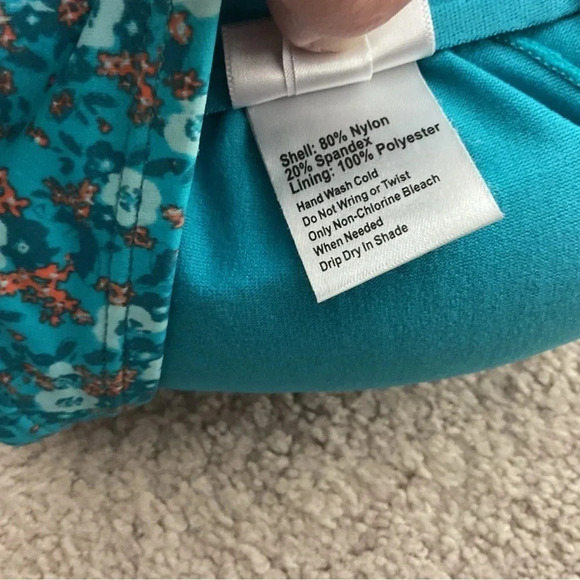 Shell: 80% Nylon
20% Spandex
Lining: 100% Polyester
Hand Wash Cold
Do Not Wring or Twist
Only Non-Chlorine Bleach
When Needed
Drip Dry In Shade